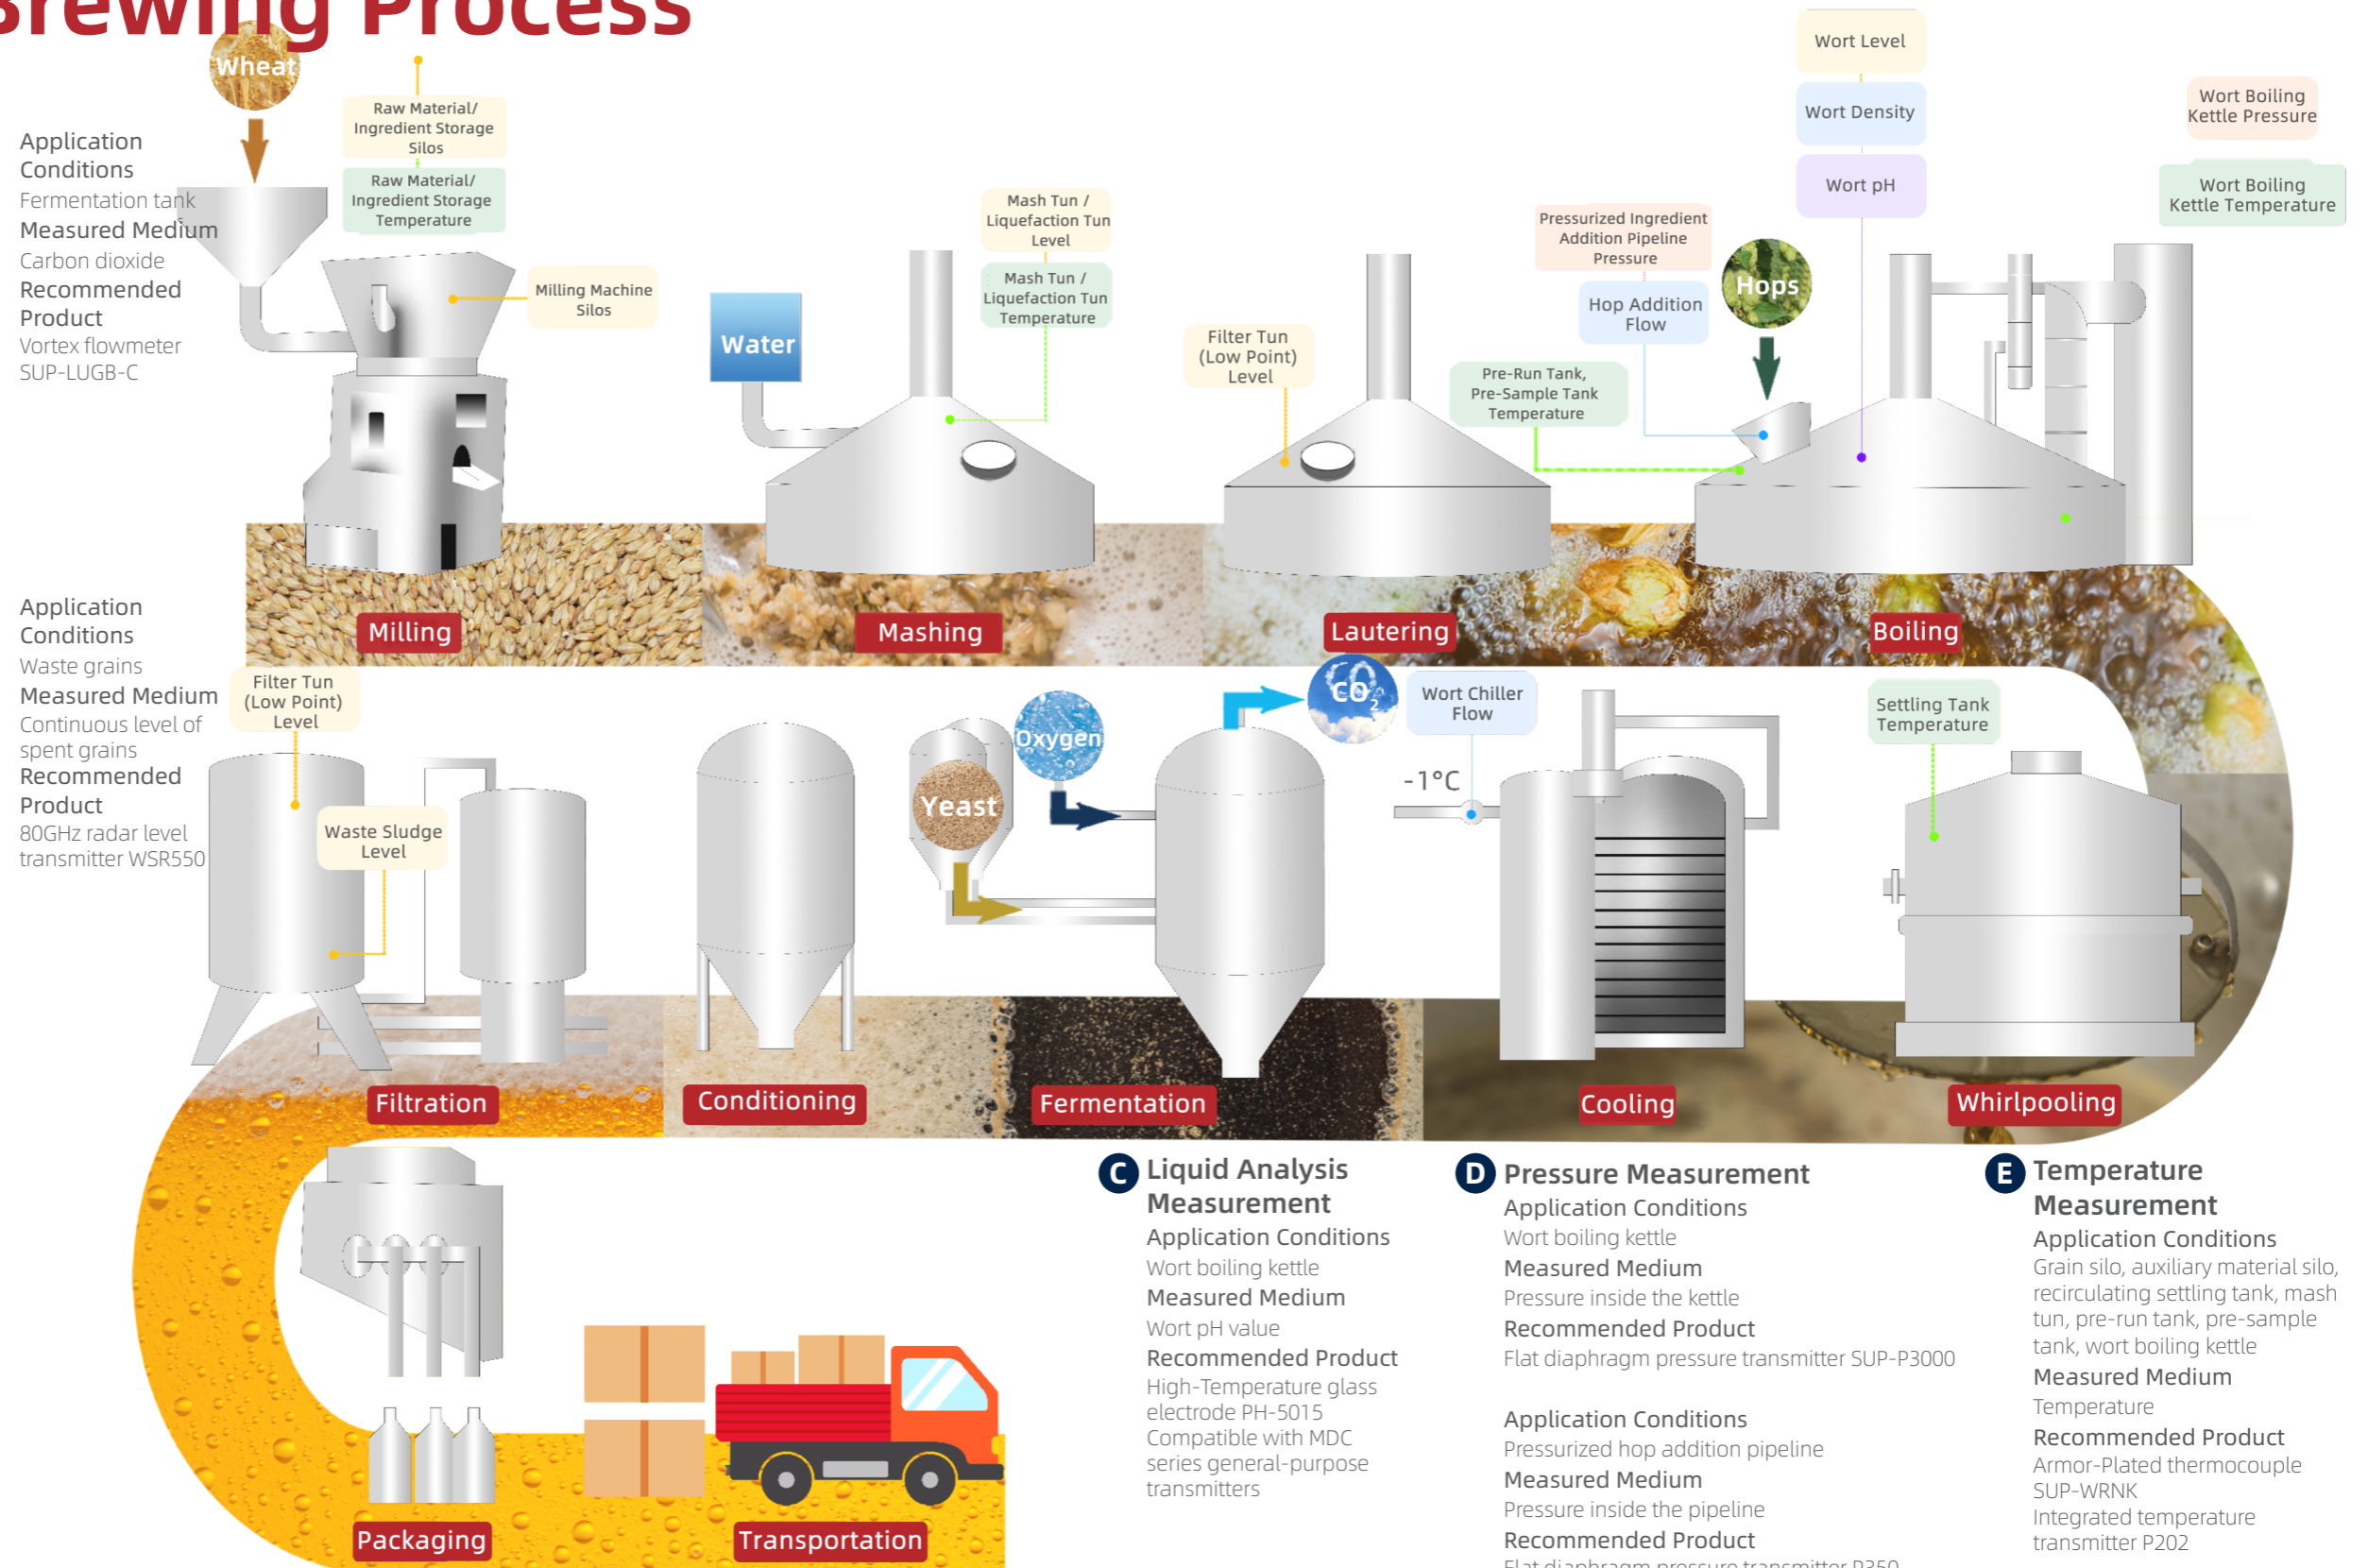 Brewing Process
Wheat
Application
Conditions
Fermentation tank
Measured Medium
Carbon dioxide
Recommended
Product
Vortex flowmeter
SUP-LUGB-C
Raw Material/
Ingredient Storage
Silos
Raw Material/
Ingredient Storage
Temperature
Milling Machine
Silos
Water
Mash Tun /
Liquefaction Tun
Level
Mash Tun /
Liquefaction Tun
Temperature
Filter Tun
(Low Point)
Level
Pre-Run Tank,
Pre-Sample Tank
Temperature
Pressurized Ingredient
Addition Pipeline
Pressure
Hop Addition
Flow
Hops
Wort Level
Wort Density
Wort pH
Wort Boiling
Kettle Pressure
Wort Boiling
Kettle Temperature
Milling
Mashing
Lautering
Boiling
Application
Conditions
Waste grains
Measured Medium
Continuous level of
spent grains
Recommended
Product
80GHz radar level
transmitter WSR550
Filter Tun
(Low Point)
Level
Waste Sludge
Level
Yeast
Oxygen
CO2
CO
Wort Chiller
Flow
-1°C
Settling Tank
Temperature
Filtration
Conditioning
Fermentation
Cooling
Whirlpooling
C Liquid Analysis
Measurement
Application Conditions
Wort boiling kettle
Measured Medium
Wort pH value
Recommended Product
High-Temperature glass
electrode PH-5015
Compatible with MDC
series general-purpose
transmitters
D Pressure Measurement
Application Conditions
Wort boiling kettle
Measured Medium
Pressure inside the kettle
Recommended Product
Flat diaphragm pressure transmitter SUP-P3000
Application Conditions
Pressurized hop addition pipeline
Measured Medium
Pressure inside the pipeline
Recommended Product
Flat diaphragm pressure transmitter P350
E Temperature
Measurement
Application Conditions
Grain silo, auxiliary material silo,
recirculating settling tank, mash
tun, pre-run tank, pre-sample
tank, wort boiling kettle
Measured Medium
Temperature
Recommended Product
Armor-Plated thermocouple
SUP-WRNK
Integrated temperature
transmitter P202
Packaging
Transportation